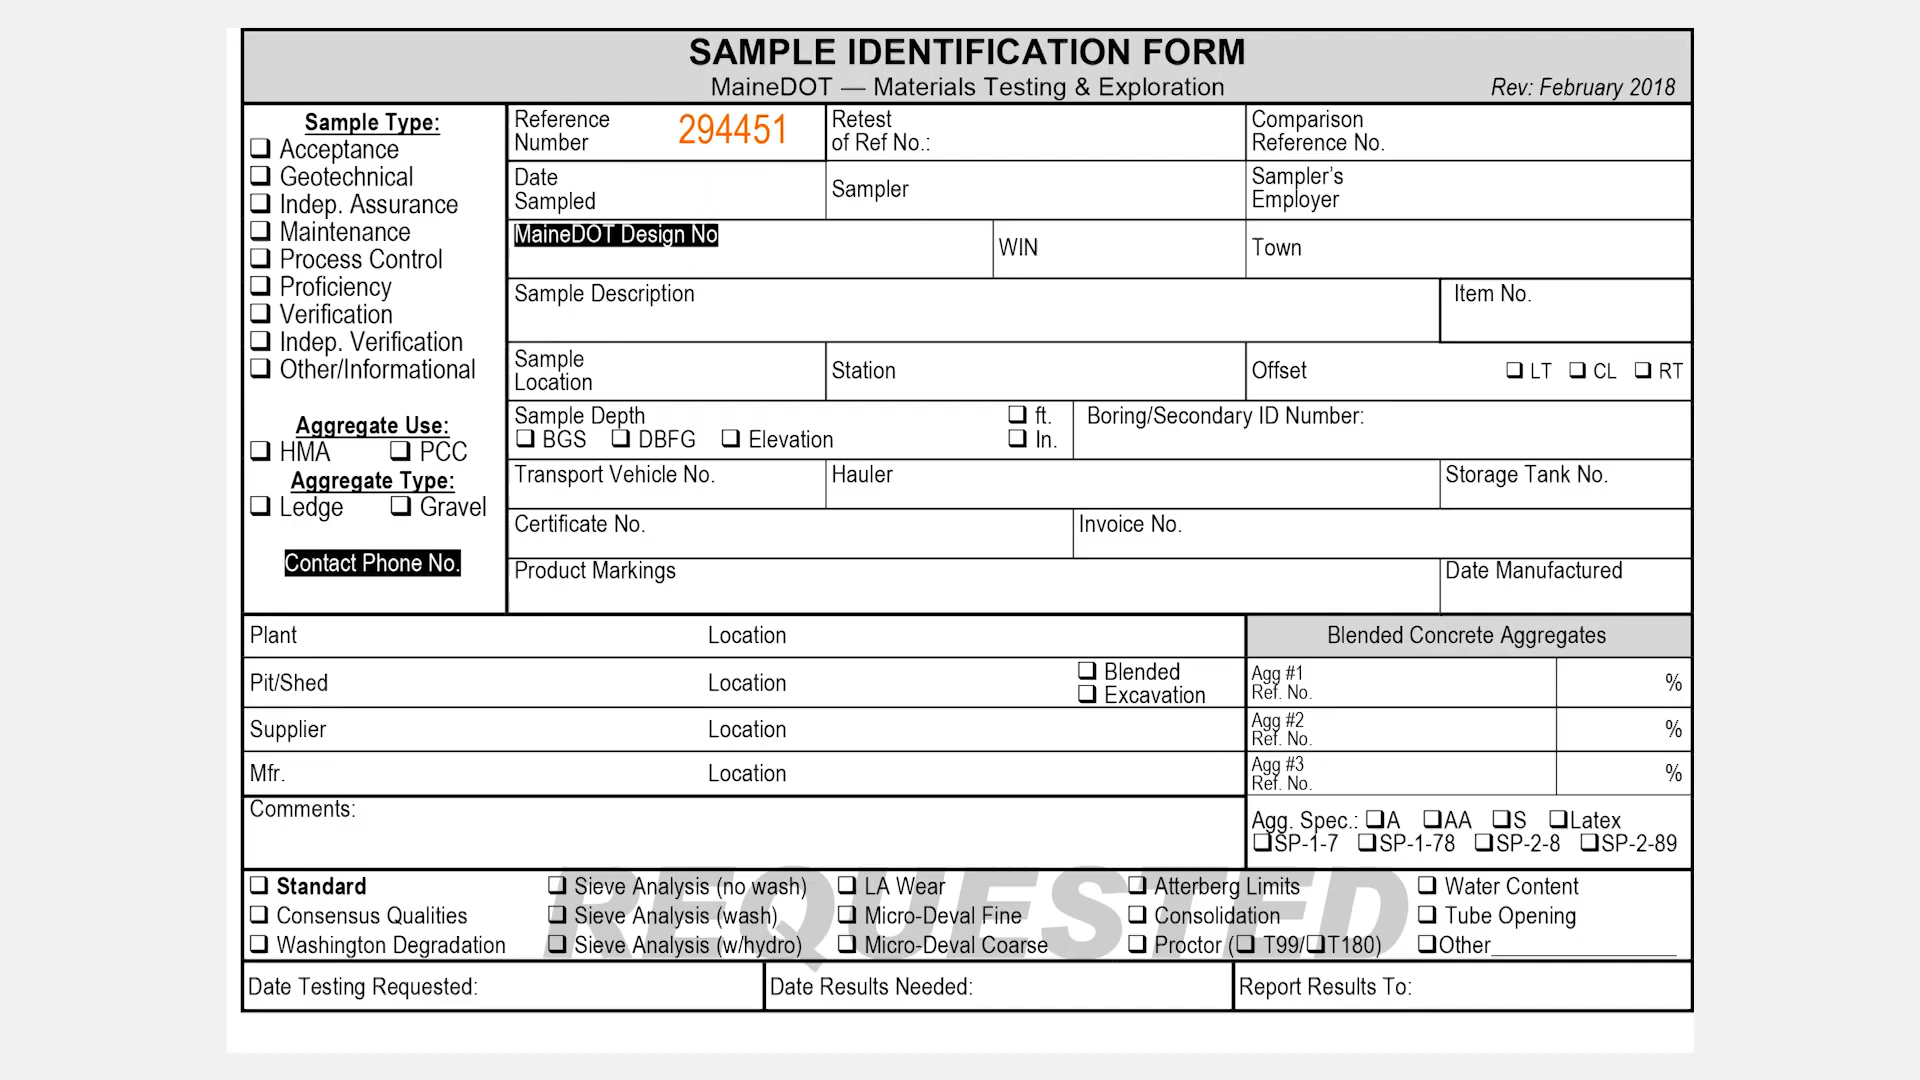 SAMPLE IDENTIFICATION FORM
MaineDOT — Materials Testing & Exploration
Rev: February 2018
Sample Type:
❑ Acceptance
❑ Geotechnical
❑ Indep. Assurance
❑ Maintenance
❑ Process Control
❑ Proficiency
❑ Verification
❑ Indep. Verification
❑ Other/Informational
Aggregate Use:
❑ HMA ❑ PCC
Aggregate Type:
❑ Ledge ❑ Gravel
Contact Phone No.
Reference
Number
294451
Retest
of Ref No.:
Comparison
Reference No.
Date
Sampled
Sampler
Sampler’s
Employer
MaineDOT Design No
WIN
Town
Sample Description
Item No.
Sample
Location
Station
Offset ❑ LT ❑ CL ❑ RT
Sample Depth
❑ BGS ❑ DBFG ❑ Elevation
❑ ft.
❑ In.
Boring/Secondary ID Number:
Transport Vehicle No.
Hauler
Storage Tank No.
Certificate No.
Invoice No.
Product Markings
Date Manufactured
Plant Location
Pit/Shed Location
❑ Blended
❑ Excavation
Supplier Location
Mfr. Location
Comments:
Blended Concrete Aggregates
Agg #1
Ref. No.
%
Agg #2
Ref. No.
%
Agg #3
Ref. No.
%
Agg. Spec.: ❑A ❑AA ❑S ❑Latex
❑SP-1-7 ❑SP-1-78 ❑SP-2-8 ❑SP-2-89
REQUESTED
❑ Standard ❑ Sieve Analysis (no wash) ❑ LA Wear ❑ Atterberg Limits ❑ Water Content
❑ Consensus Qualities ❑ Sieve Analysis (wash) ❑ Micro-Deval Fine ❑ Consolidation ❑ Tube Opening
❑ Washington Degradation ❑ Sieve Analysis (w/hydro) ❑ Micro-Deval Coarse ❑ Proctor (❑ T99/❑T180) ❑Other_______________
Date Testing Requested: Date Results Needed: Report Results To: